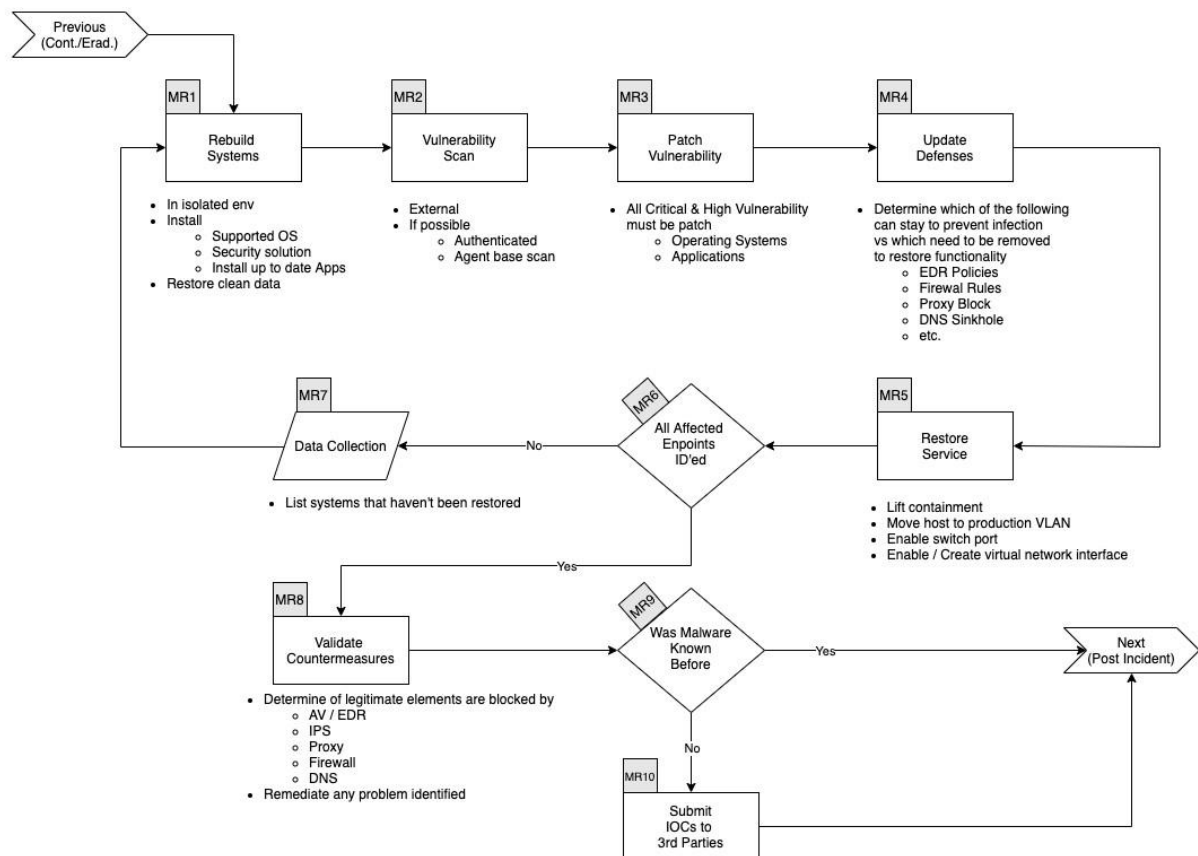 Previous
(Cont./Erad.)
MR1
Rebuild
Systems
• In isolated env
• Install
○ Supported OS
○ Security solution
○ Install up to date Apps
• Restore clean data
MR2
Vulnerability
Scan
• External
• If possible
○ Authenticated
○ Agent base scan
MR3
Patch
Vulnerability
• All Critical & High Vulnerability
must be patch
○ Operating Systems
○ Applications
MR4
Update
Defenses
• Determine which of the following
can stay to prevent infection
vs which need to be removed
to restore functionality
○ EDR Policies
○ Firewal Rules
○ Proxy Block
○ DNS Sinkhole
○ etc.
MR5
Restore
Service
• Lift containment
• Move host to production VLAN
• Enable switch port
• Enable / Create virtual network interface
MR6
All Affected
Enpoints
ID'ed
No
MR7
Data Collection
• List systems that haven't been restored
Yes
MR8
Validate
Countermeasures
• Determine of legitimate elements are blocked by
○ AV / EDR
○ IPS
○ Proxy
○ Firewall
○ DNS
• Remediate any problem identified
MR9
Was Malware
Known
Before
Yes
Next
(Post Incident)
No
MR10
Submit
IOCs to
3rd Parties